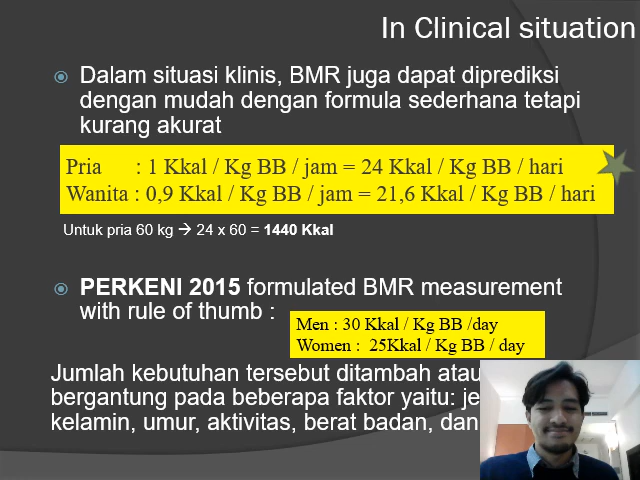 In Clinical situation
Dalam situasi klinis, BMR juga dapat diprediksi
dengan mudah dengan formula sederhana tetapi
kurang akurat
Pria : 1 Kkal / Kg BB / jam = 24 Kkal / Kg BB / hari
Wanita : 0,9 Kkal / Kg BB / jam = 21,6 Kkal / Kg BB / hari
Untuk pria 60 kg → 24 x 60 = 1440 Kkal
PERKENI 2015 formulated BMR measurement
with rule of thumb :
Men : 30 Kkal / Kg BB /day
Women : 25Kkal / Kg BB / day
Jumlah kebutuhan tersebut ditambah atau
bergantung pada beberapa faktor yaitu:
kelamin, umur, aktivitas, berat badan, dan